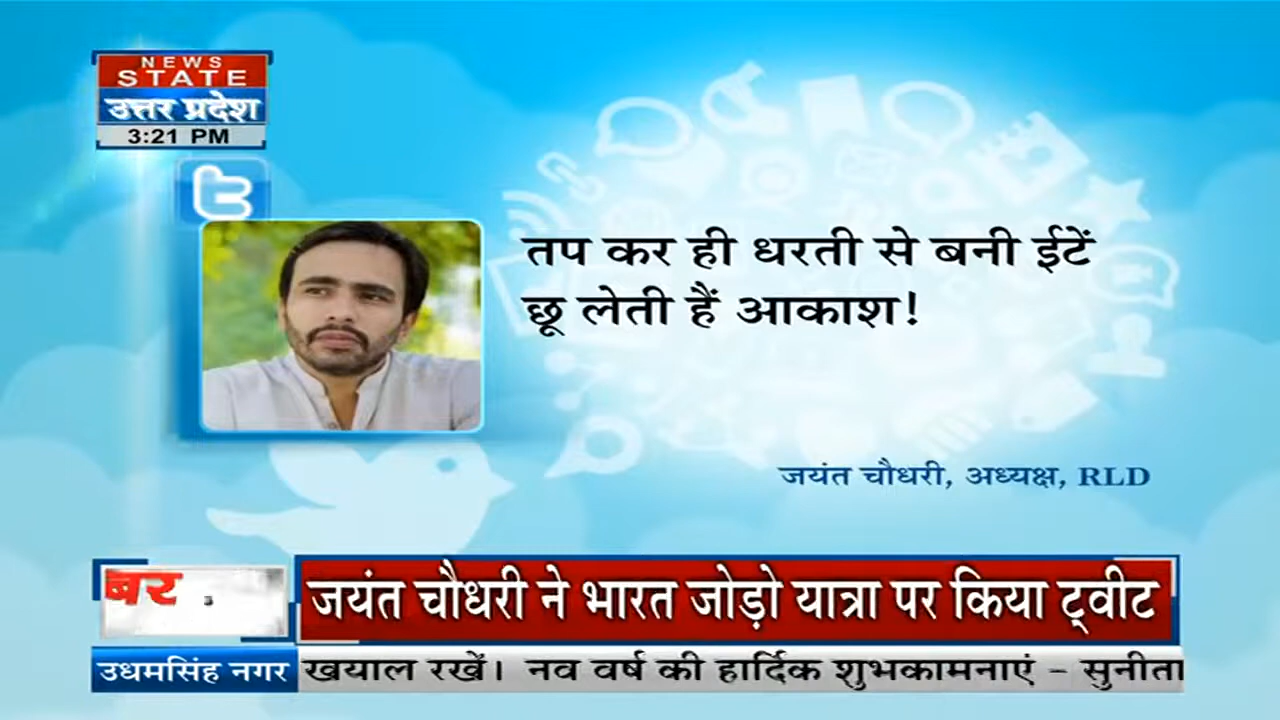 NEWS
STATE
उत्तर प्रदेश
3:21 PM
तप कर ही धरती से बनी ईटें
छू लेती हैं आकाश!
जयंत चौधरी, अध्यक्ष, RLD
बर
जयंत चौधरी ने भारत जोड़ो यात्रा पर किया ट्वीट
उधमसिंह नगर
खयाल रखें। नव वर्ष की हार्दिक शुभकामनाएं - सुनीता